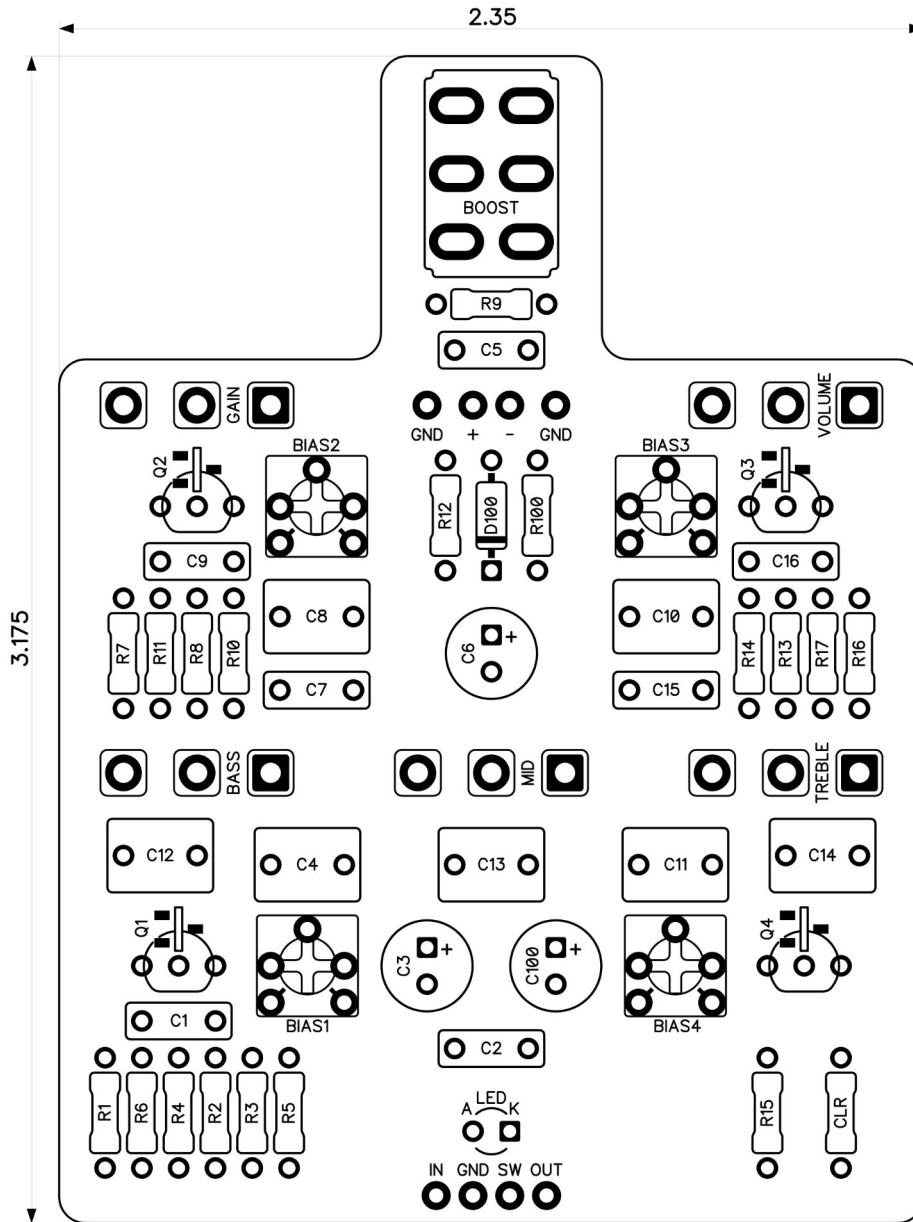 2.35
3.175
BOOST
R9
C5
GAIN
VOLUME
GND + - GND
Q2
BIAS2
BIAS3
Q3
R12
D100
R100
C9
C16
C8
C10
C6
+
R7
R11
R8
R10
C7
C15
R14
R13
R17
R16
BASS
MID
TREBLE
C12
C4
C13
C11
C14
Q1
C3
+
C100
+
Q4
C1
BIAS1
BIAS4
C2
R1
R6
R4
R2
R3
R5
LED
A K
R15
CLR
IN GND SW OUT